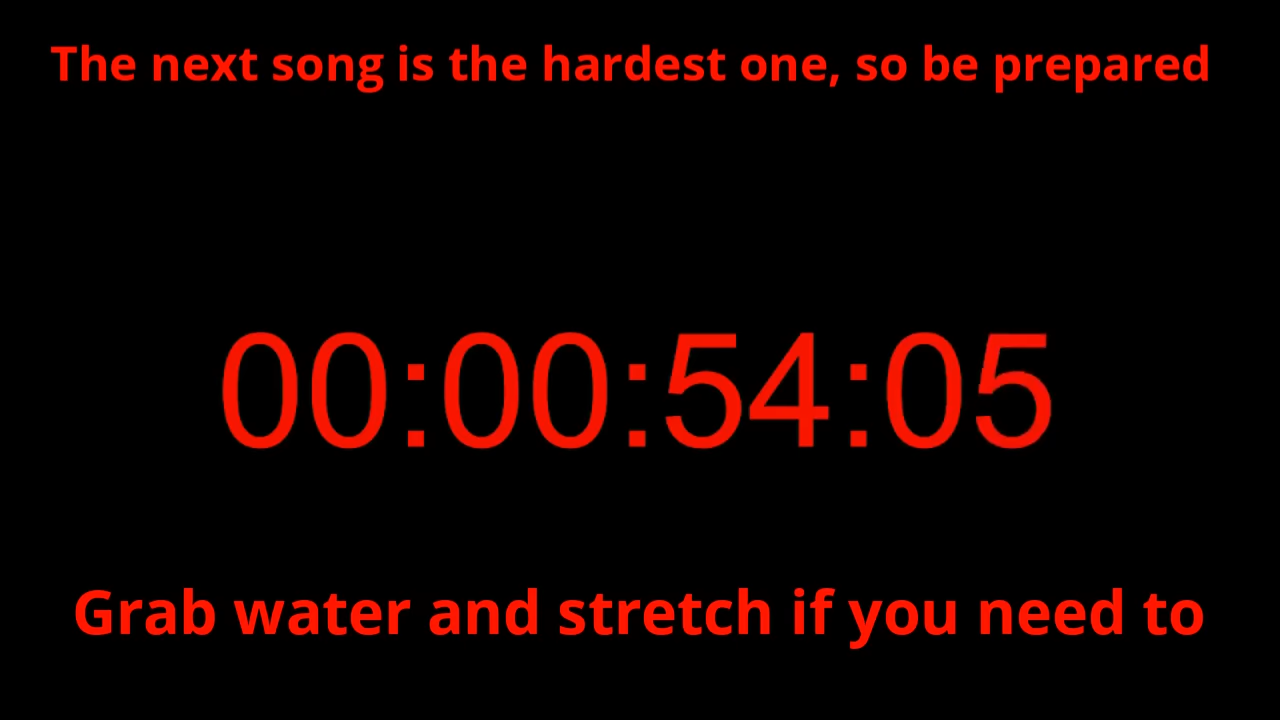 The next song is the hardest one, so be prepared
00:00:54:05
Grab water and stretch if you need to